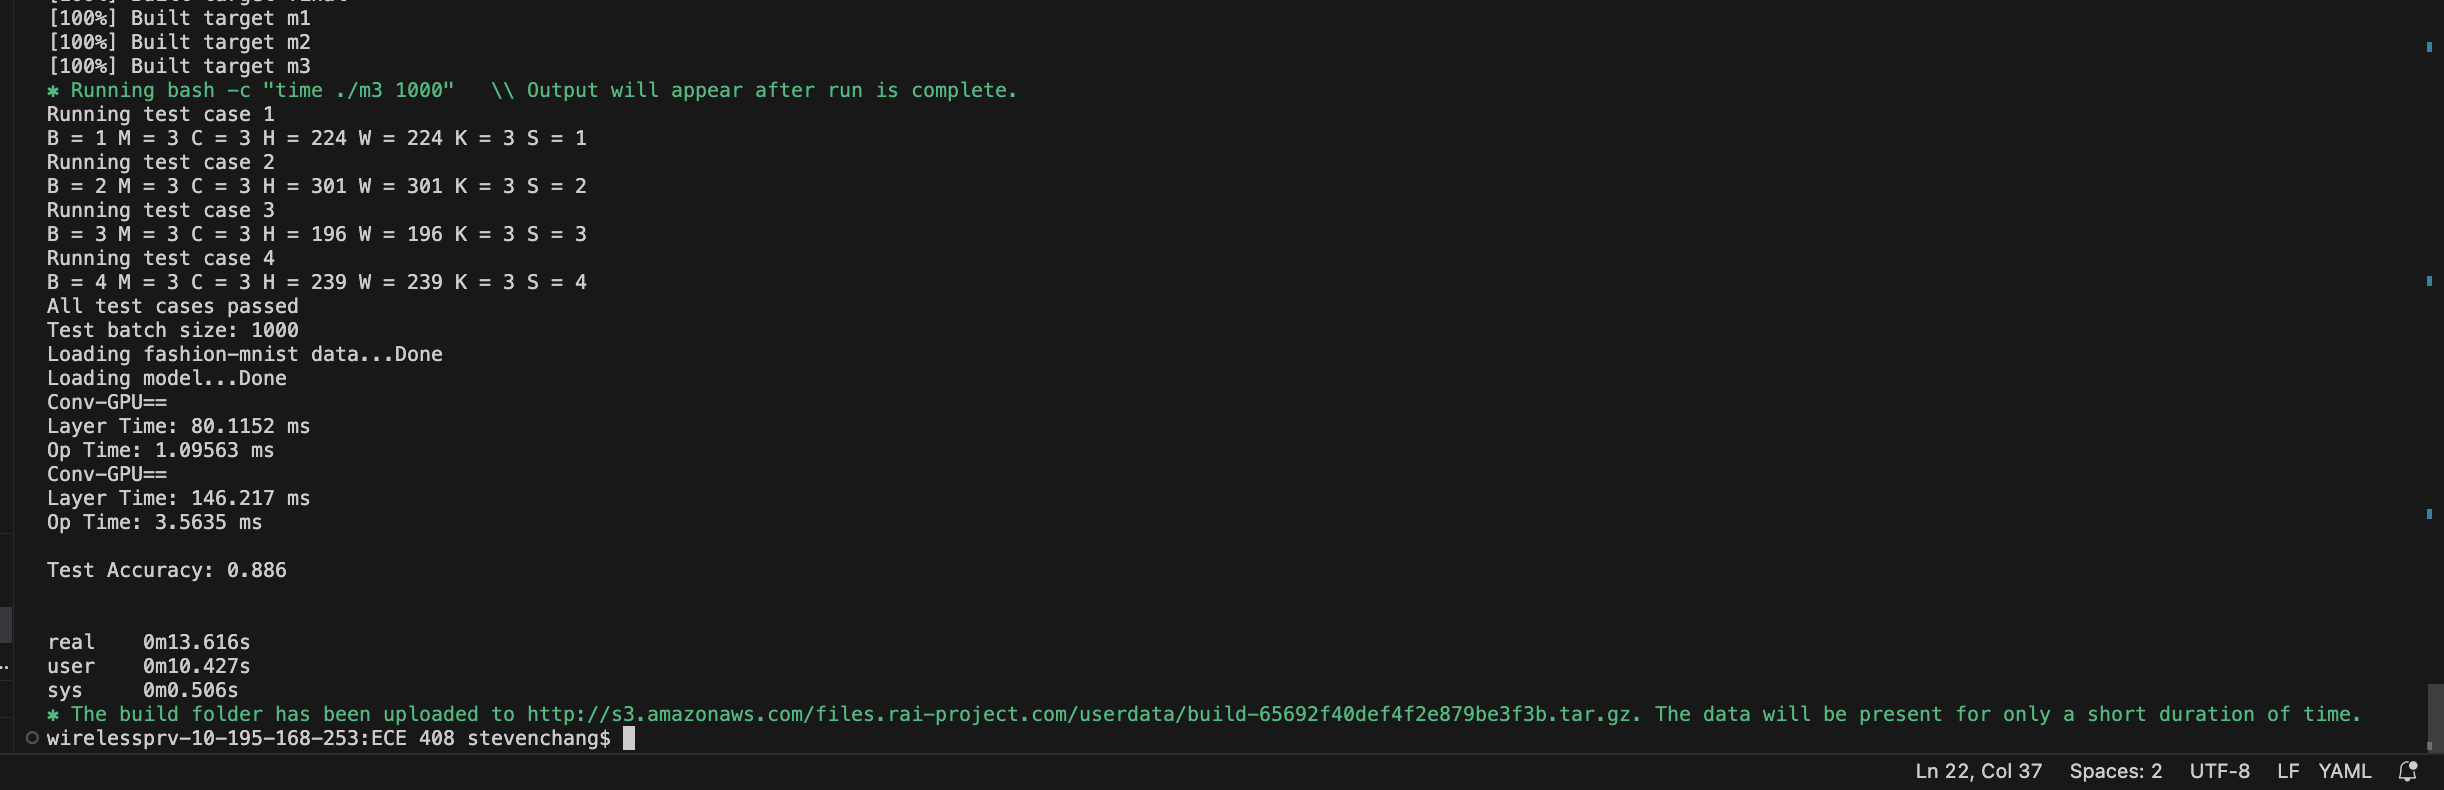 [100%] Built target m1
[100%] Built target m2
[100%] Built target m3
✱ Running bash -c "time ./m3 1000"   \\ Output will appear after run is complete.
Running test case 1
B = 1 M = 3 C = 3 H = 224 W = 224 K = 3 S = 1
Running test case 2
B = 2 M = 3 C = 3 H = 301 W = 301 K = 3 S = 2
Running test case 3
B = 3 M = 3 C = 3 H = 196 W = 196 K = 3 S = 3
Running test case 4
B = 4 M = 3 C = 3 H = 239 W = 239 K = 3 S = 4
All test cases passed
Test batch size: 1000
Loading fashion-mnist data...Done
Loading model...Done
Conv-GPU==
Layer Time: 80.1152 ms
Op Time: 1.09563 ms
Conv-GPU==
Layer Time: 146.217 ms
Op Time: 3.5635 ms
Test Accuracy: 0.886
real    0m13.616s
user    0m10.427s
sys     0m0.506s
✱ The build folder has been uploaded to http://s3.amazonaws.com/files.rai-project.com/userdata/build-65692f40def4f2e879be3f3b.tar.gz. The data will be present for only a short duration of time.
wirelessprv-10-195-168-253:ECE 408 stevenchang$
Ln 22, Col 37   Spaces: 2   UTF-8   LF   YAML